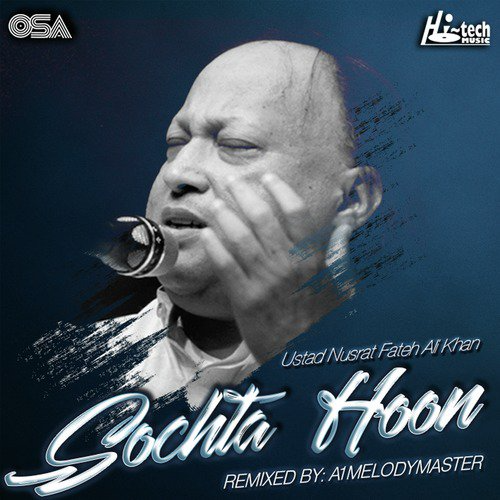 OSA
Hi-tech
MUSIC
Ustad Nusrat Fateh Ali Khan
Sochta Hoon
REMIXED BY: A1MELODYMASTER